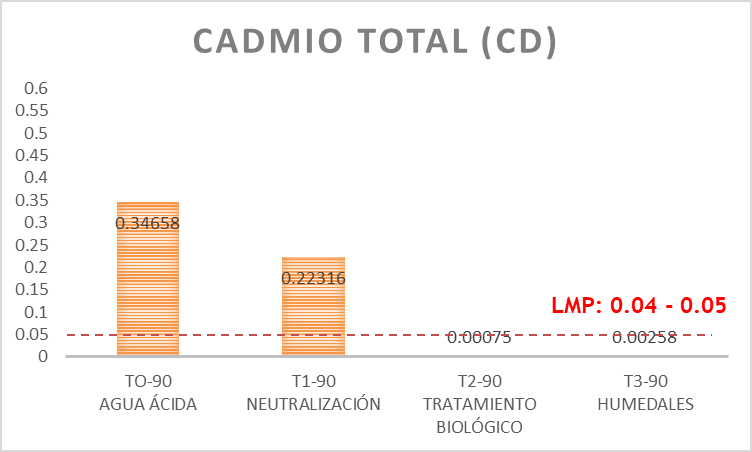 CADMIO TOTAL (CD)
0.6
0.55
0.5
0.45
0.4
0.35
0.3
0.25
0.2
0.15
0.1
0.05
0
0.34658
0.22316
0.00075
0.00258
LMP: 0.04 - 0.05
TO-90
AGUA ÁCIDA
T1-90
NEUTRALIZACIÓN
T2-90
TRATAMIENTO
BIOLÓGICO
T3-90
HUMEDALES